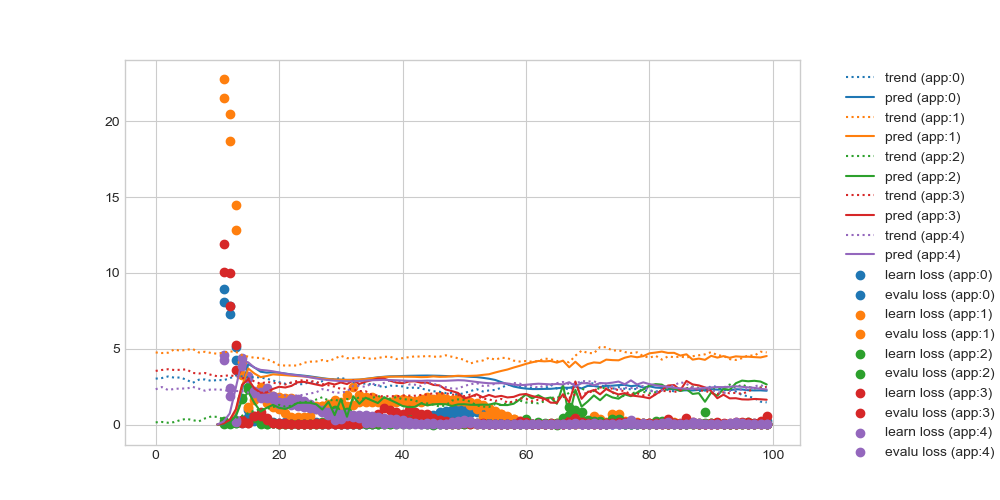 20
15
10
5
0
0 20 40 60 80 100
trend (app:0)
pred (app:0)
trend (app:1)
pred (app:1)
trend (app:2)
pred (app:2)
trend (app:3)
pred (app:3)
trend (app:4)
pred (app:4)
learn loss (app:0)
evalu loss (app:0)
learn loss (app:1)
evalu loss (app:1)
learn loss (app:2)
evalu loss (app:2)
learn loss (app:3)
evalu loss (app:3)
learn loss (app:4)
evalu loss (app:4)